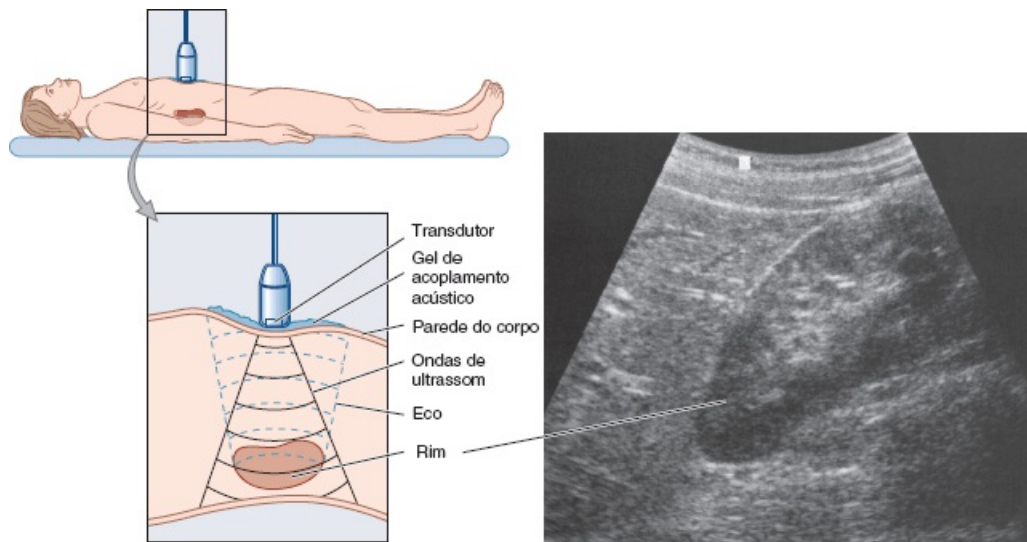 Transdutor
Gel de
acoplamento
acústico
Parede do corpo
Ondas de
ultrassom
Eco
Rim